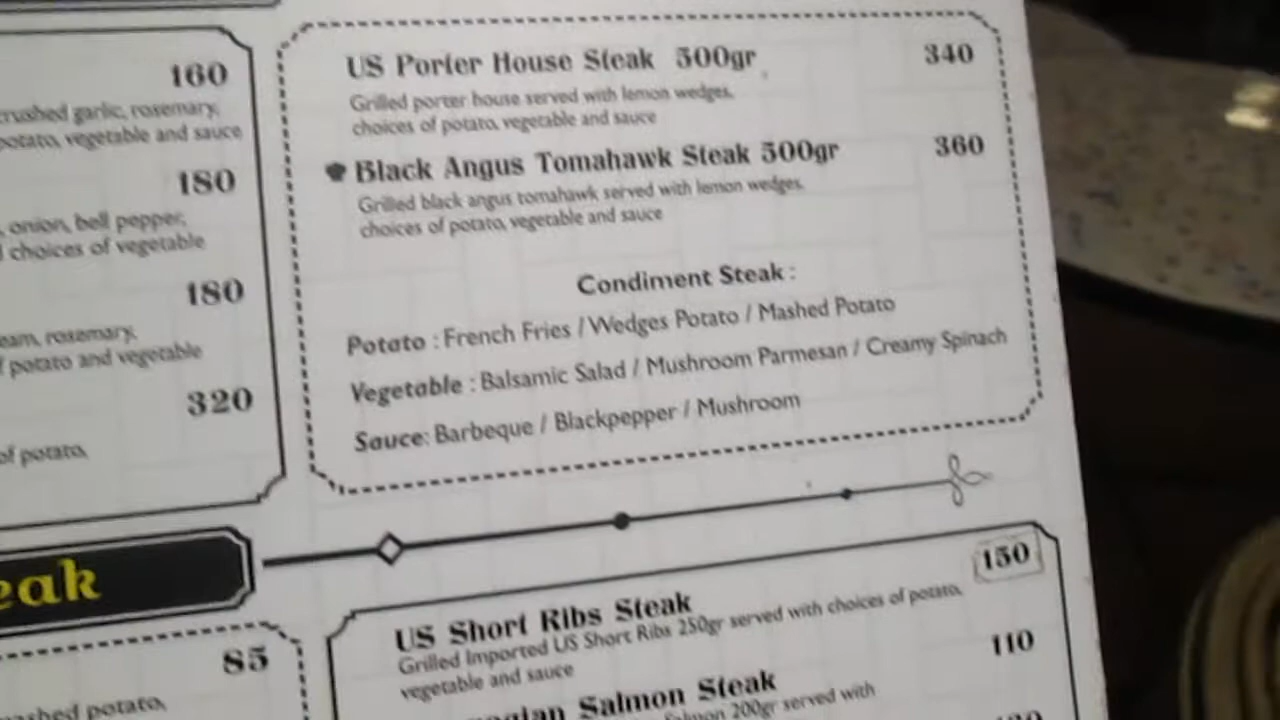 160
crushed garlic, rosemary,
potato, vegetable and sauce
180
, onion, bell pepper,
choices of vegetable
180
rosemary,
potato and vegetable
320
of potato,
US Porter House Steak 500gr 340
Grilled porter house served with lemon wedges,
choices of potato, vegetable and sauce
Black Angus Tomahawk Steak 500gr 360
Grilled black angus tomahawk served with lemon wedges,
choices of potato, vegetable and sauce
Condiment Steak :
Potato : French Fries / Wedges Potato / Mashed Potato
Vegetable : Balsamic Salad / Mushroom Parmesan / Creamy Spinach
Sauce: Barbeque / Blackpepper / Mushroom
eak
85
ashed potato,
US Short Ribs Steak 150
Grilled Imported US Short Ribs 250gr served with choices of potato,
vegetable and sauce
Salmon Steak 110
Salmon 200gr served with